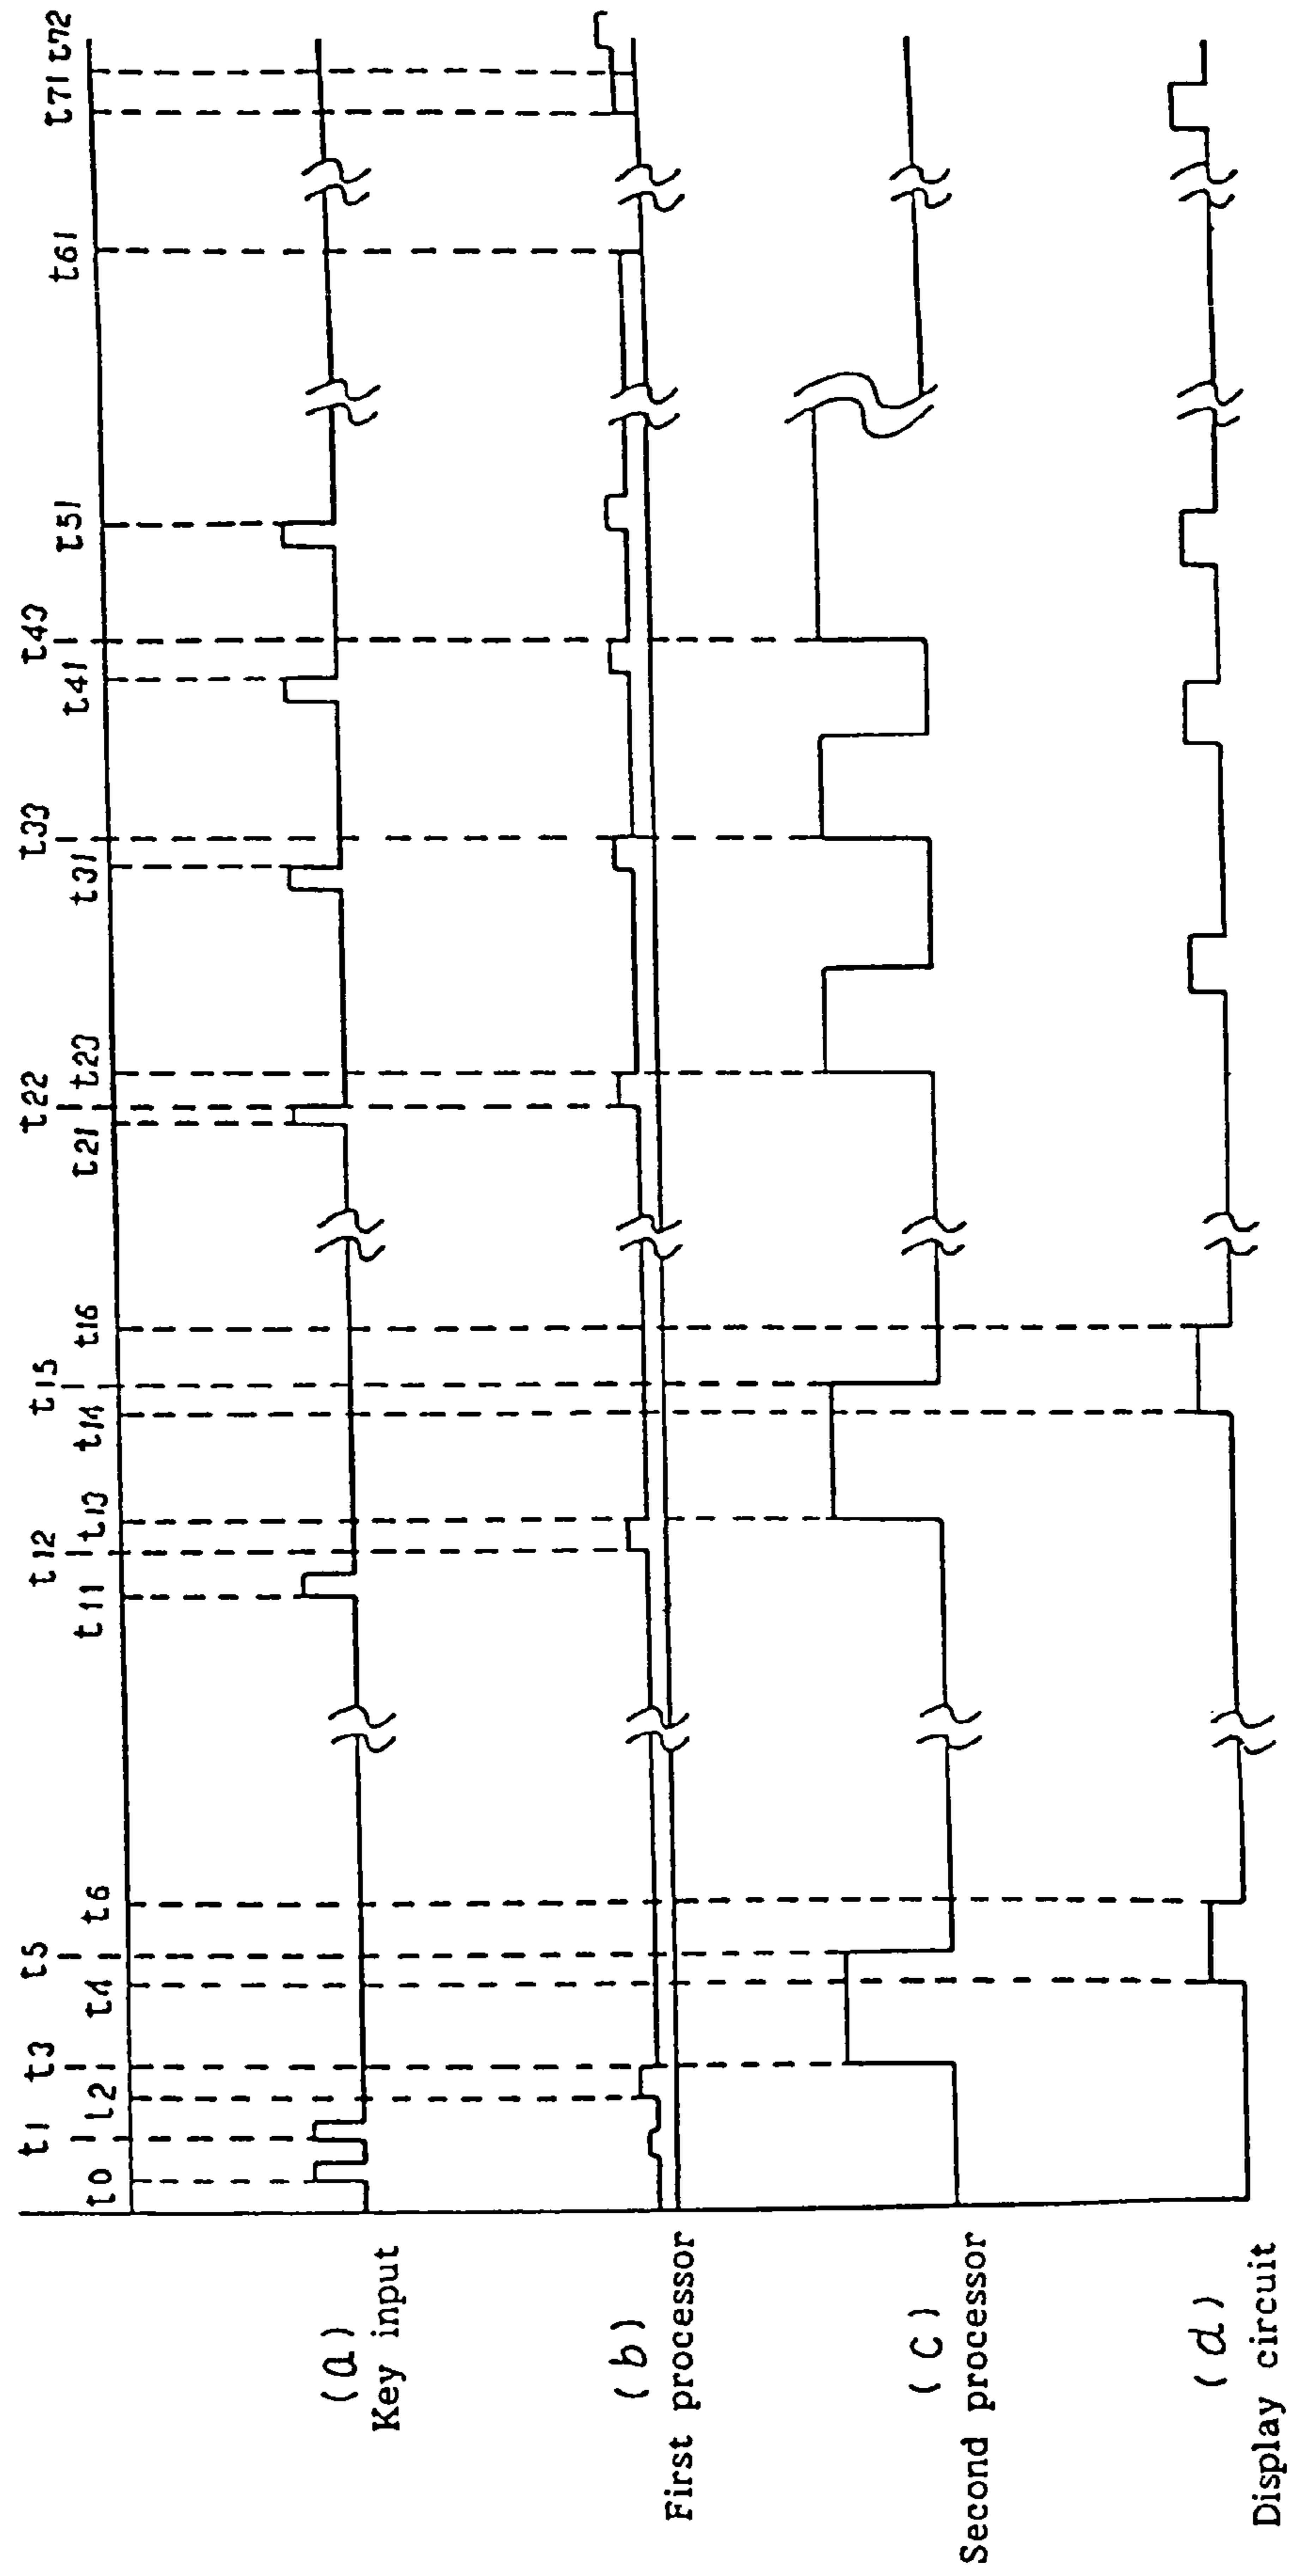 t0 t1 t2 t3 t4 t5 t6 t11 t12 t13 t14 t15 t16 t21 t22 t23 t31 t33 t41 t43 t51 t61 t71 t72
(a)
Key input
(b)
First processor
(c)
Second processor
(d)
Display circuit